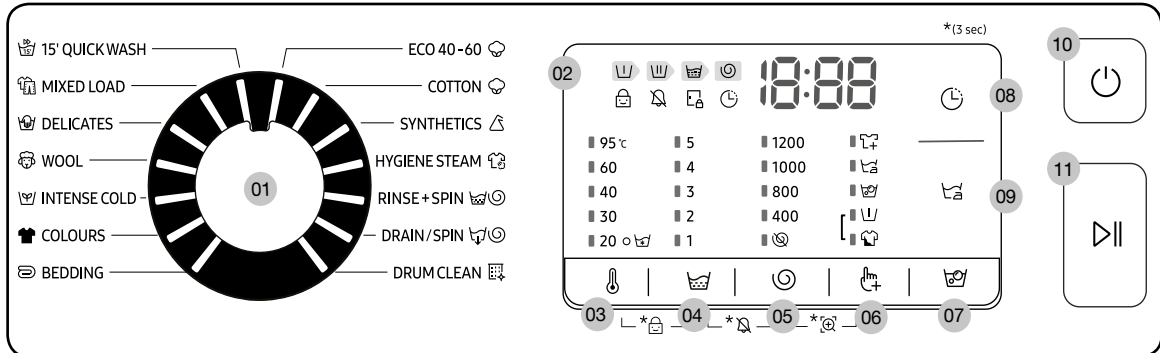 15' QUICK WASH
MIXED LOAD
DELICATES
WOOL
INTENSE COLD
COLOURS
BEDDING
ECO 40-60
COTTON
SYNTHETICS
HYGIENE STEAM
RINSE+SPIN
DRAIN/SPIN
DRUM CLEAN
01
02
18:88
*(3 sec)
95 ℃ 5 1200
60 4 1000
40 3 800
30 2 400
20 1
03
* 04
* 05
* 06
07
08
09
10
11